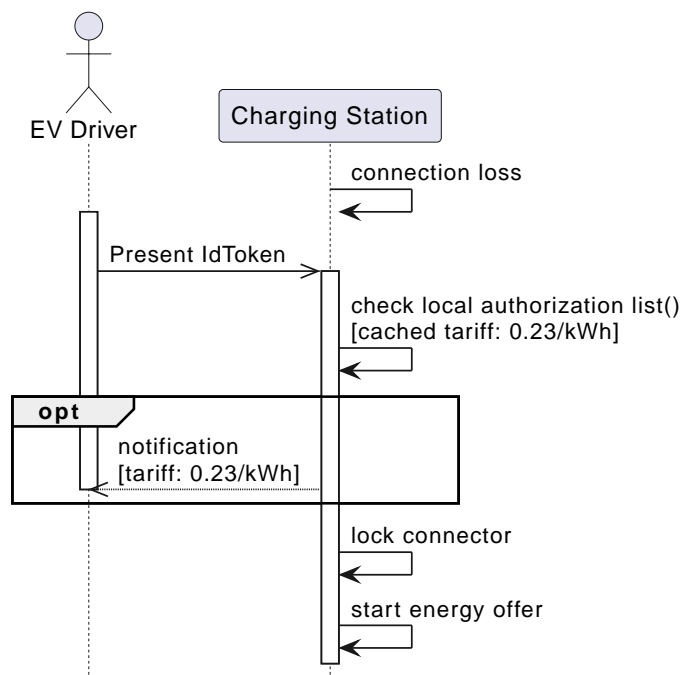 EV Driver
Charging Station
connection loss
Present IdToken
check local authorization list()
[cached tariff: 0.23/kWh]
opt
notification
[tariff: 0.23/kWh]
lock connector
start energy offer